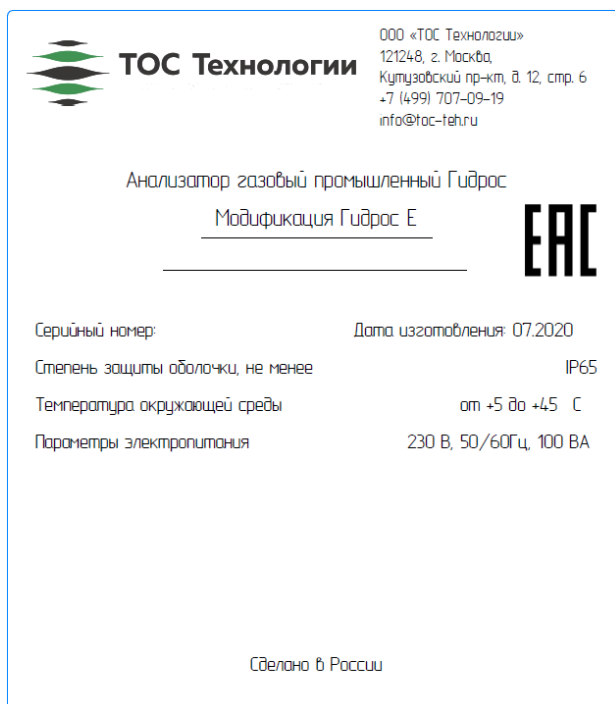 ТОС Технологии
ООО «ТОС Технологии»
121248, г. Москва,
Кутузовский пр-кт, д. 12, стр. 6
+7 (499) 707-09-19
info@toc-teh.ru
Анализатор газовый промышленный Гидрос
Модификация Гидрос Е
ЕАС
Серийный номер: Дата изготовления: 07.2020
Степень защиты оболочки, не менее IP65
Температура окружающей среды от +5 до +45 С
Параметры электропитания 230 В, 50/60Гц, 100 ВА
Сделано в России